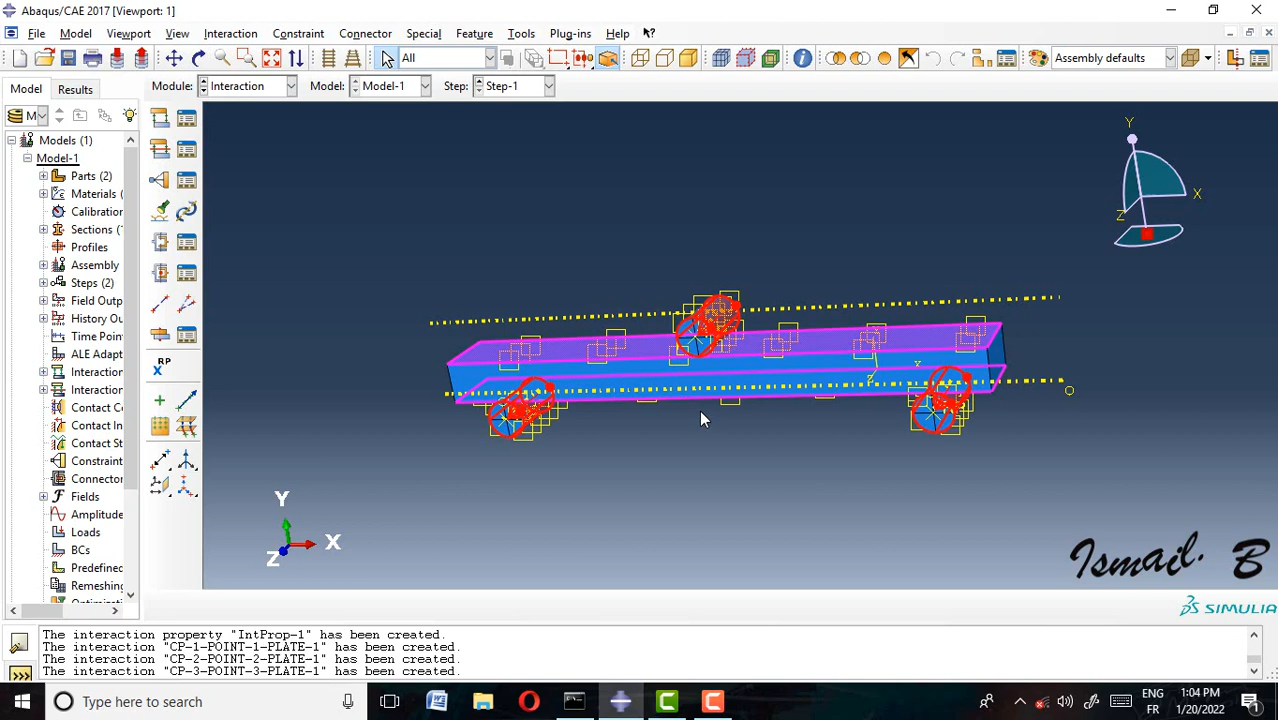 Abaqus/CAE 2017 [Viewport: 1]
File Model Viewport View Interaction Constraint Connector Special Feature Tools Plug-ins Help
All
Assembly defaults
Model Results
Module: Interaction Model: Model-1 Step: Step-1
M
Models (1)
Model-1
Parts (2)
Materials (
Calibration
Sections (
Profiles
Assembly
Steps (2)
Field Outp
History Ou
Time Point
ALE Adapt
Interaction
Interaction
Contact Co
Contact In
Contact St
Constraint
Connector
Fields
Amplitude
Loads
BCs
Predefined
Remeshing
RP
Y
X
Z
Y
X
Z
Ismail. B
SIMULIA
The interaction property "IntProp-1" has been created.
The interaction "CP-1-POINT-1-PLATE-1" has been created.
The interaction "CP-2-POINT-2-PLATE-1" has been created.
The interaction "CP-3-POINT-3-PLATE-1" has been created.
>>>
Type here to search
ENG
FR
1:04 PM
1/20/2022